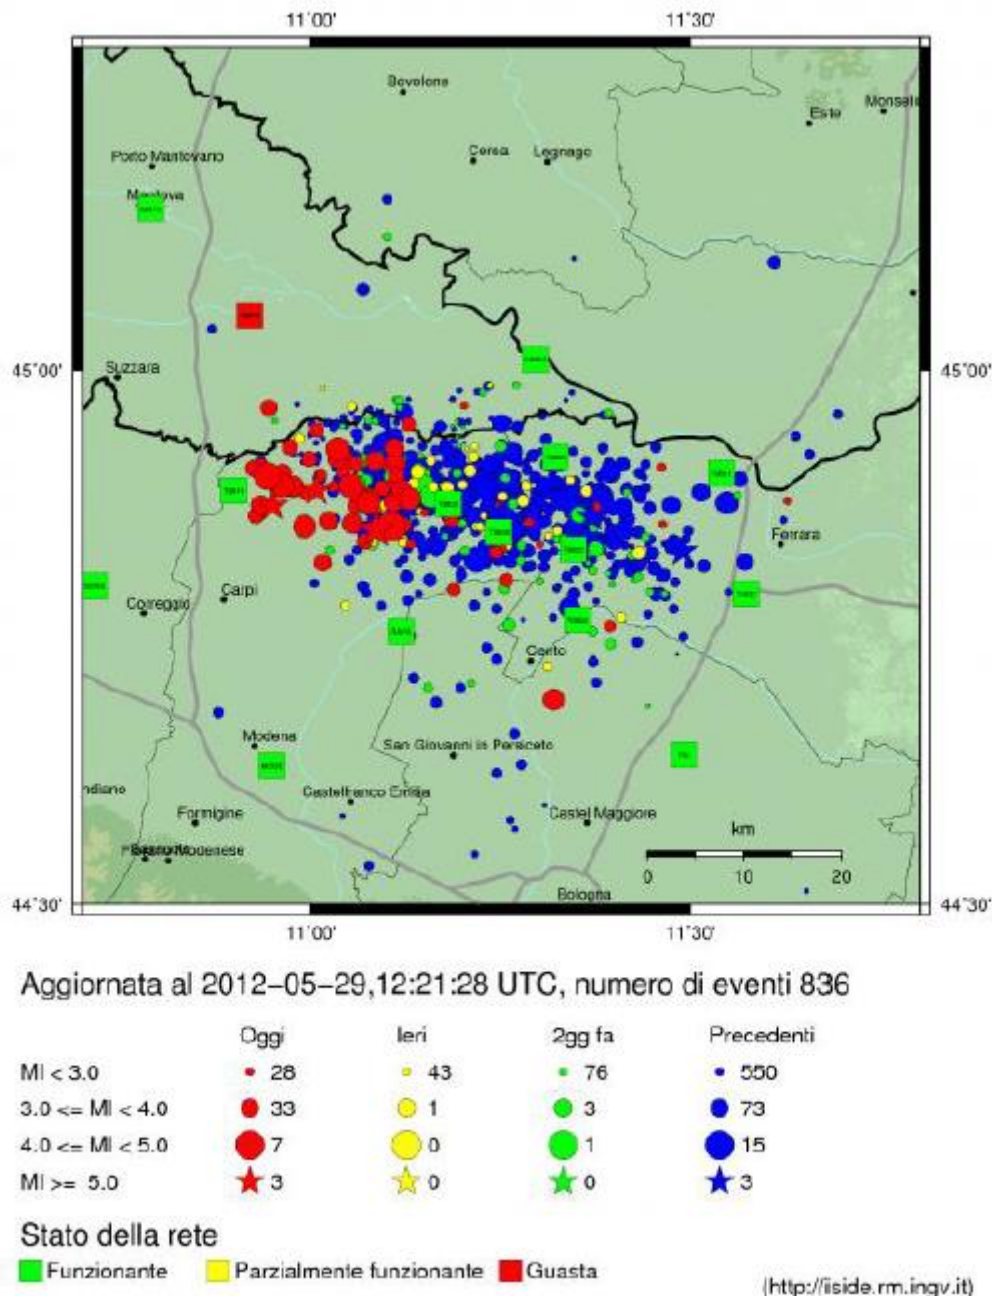 11°00' 11°30'
Bovolone
Este
Monseli
Cerea
Legnago
Porto Mantovano
Mantova
45°00' 45°00'
Suzzara
Ferrara
Carpi
Correggio
Cento
Modena
San Giovanni in Persiceto
ndiano
Castelfranco Emilia
Formigine
Castel Maggiore
km
Modenese
0 10 20
Bologna
44°30' 44°30'
11°00' 11°30'
Aggiornata al 2012-05-29,12:21:28 UTC, numero di eventi 836
Oggi Ieri 2gg fa Precedenti
Ml < 3.0 28 43 76 550
3.0 <= Ml < 4.0 33 1 3 73
4.0 <= Ml < 5.0 7 0 1 15
Ml >= 5.0 3 0 0 3
Stato della rete
Funzionante Parzialmente funzionante Guasta
(http://iside.rm.ingv.it)